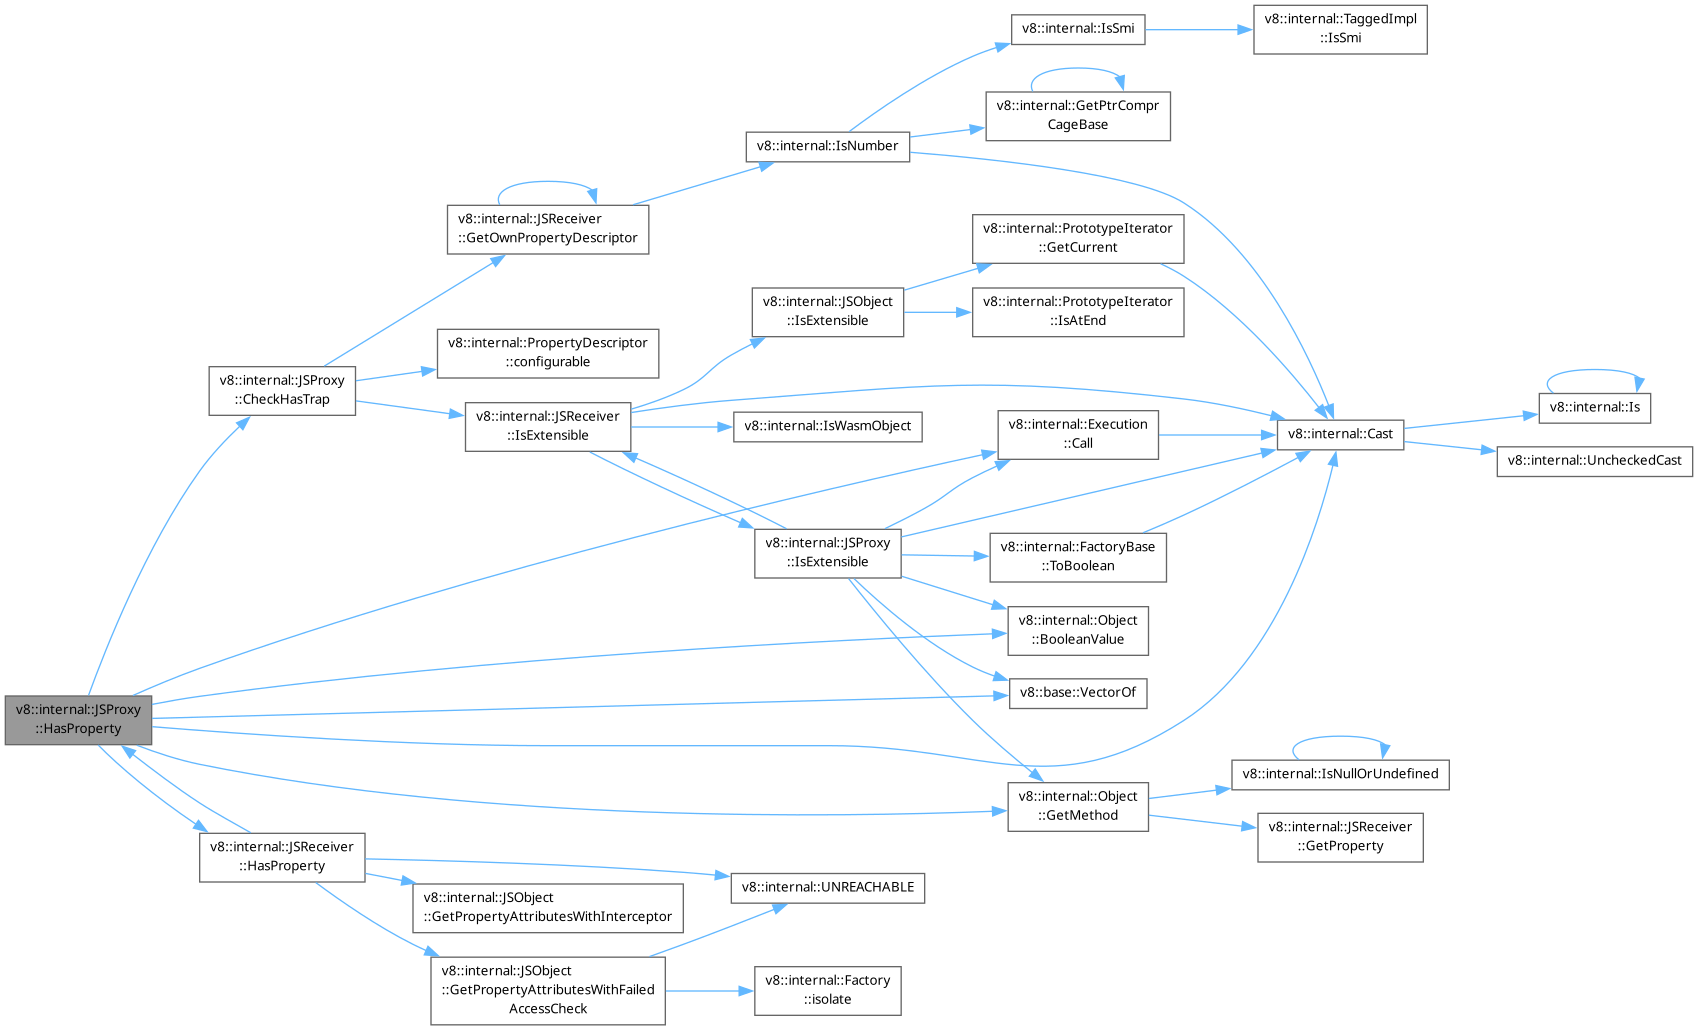 v8::internal::IsSmi
v8::internal::TaggedImpl
::IsSmi
v8::internal::GetPtrCompr
CageBase
v8::internal::IsNumber
v8::internal::JSReceiver
::GetOwnPropertyDescriptor
v8::internal::PrototypeIterator
::GetCurrent
v8::internal::JSObject
::IsExtensible
v8::internal::PrototypeIterator
::IsAtEnd
v8::internal::PropertyDescriptor
::configurable
v8::internal::JSProxy
::CheckHasTrap
v8::internal::Is
v8::internal::JSReceiver
::IsExtensible
v8::internal::IsWasmObject
v8::internal::Execution
::Call
v8::internal::Cast
v8::internal::UncheckedCast
v8::internal::JSProxy
::IsExtensible
v8::internal::FactoryBase
::ToBoolean
v8::internal::Object
::BooleanValue
v8::base::VectorOf
v8::internal::JSProxy
::HasProperty
v8::internal::IsNullOrUndefined
v8::internal::Object
::GetMethod
v8::internal::JSReceiver
::GetProperty
v8::internal::JSReceiver
::HasProperty
v8::internal::UNREACHABLE
v8::internal::JSObject
::GetPropertyAttributesWithInterceptor
v8::internal::JSObject
::GetPropertyAttributesWithFailed
AccessCheck
v8::internal::Factory
::isolate